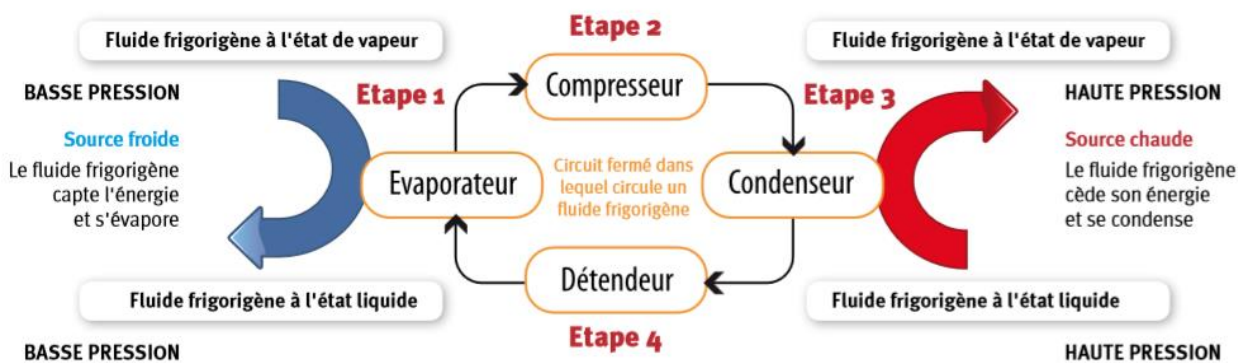 Etape 2
Fluide frigorigène à l'état de vapeur
Fluide frigorigène à l'état de vapeur
BASSE PRESSION
Etape 1
Compresseur
Etape 3
HAUTE PRESSION
Source froide
Le fluide frigorigène
capte l'énergie
et s'évapore
Evaporateur
Circuit fermé dans
lequel circule un
fluide frigorigène
Condenseur
Source chaude
Le fluide frigorigène
cède son énergie
et se condense
Détendeur
Fluide frigorigène à l'état liquide
Fluide frigorigène à l'état liquide
Etape 4
BASSE PRESSION
HAUTE PRESSION